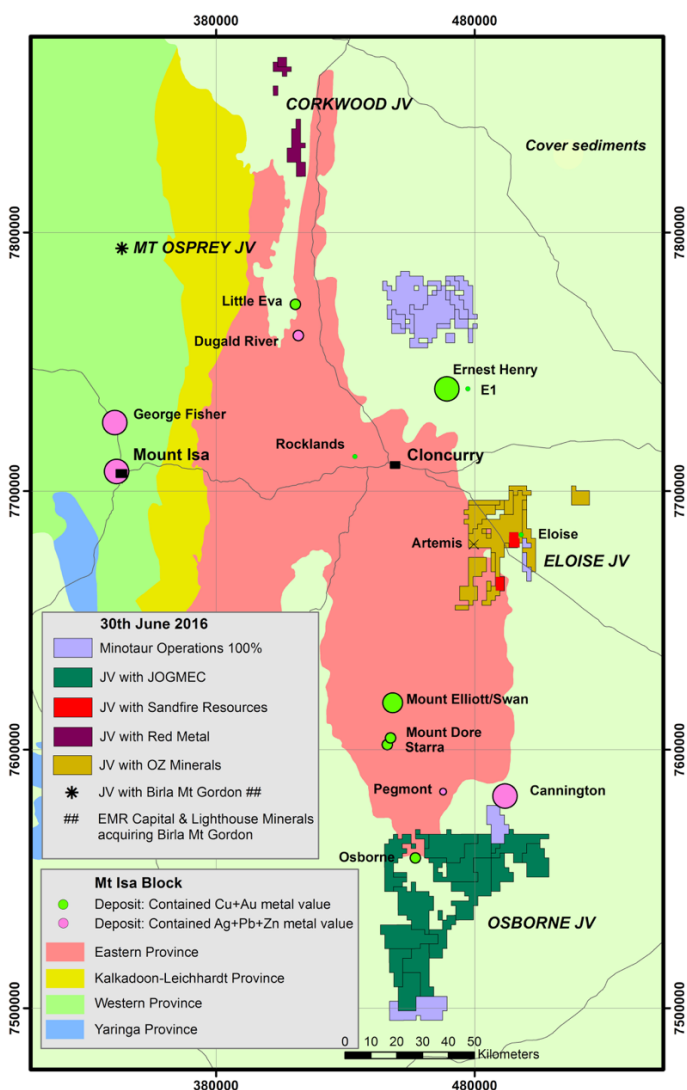 380000
480000
CORKWOOD JV
Cover sediments
7800000
7800000
MT OSPREY JV
Little Eva
Dugald River
Ernest Henry
E1
George Fisher
Rocklands
Cloncurry
Mount Isa
7700000
7700000
Artemis
Eloise
ELOISE JV
30th June 2016
Minotaur Operations 100%
JV with JOGMEC
JV with Sandfire Resources
JV with Red Metal
JV with OZ Minerals
JV with Birla Mt Gordon ##
## EMR Capital & Lighthouse Minerals
acquiring Birla Mt Gordon
Mount Elliott/Swan
Mount Dore
Starra
7600000
7600000
Pegmont
Cannington
Osborne
OSBORNE JV
Mt Isa Block
Deposit: Contained Cu+Au metal value
Deposit: Contained Ag+Pb+Zn metal value
Eastern Province
Kalkadoon-Leichhardt Province
Western Province
Yaringa Province
7500000
7500000
0 10 20 30 40 50
Kilometers
380000
480000